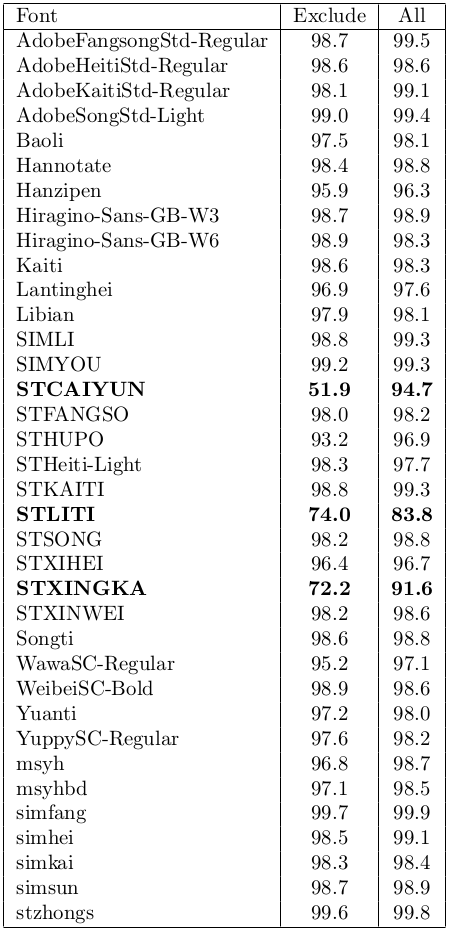 Font Exclude All
AdobeFangsongStd-Regular 98.7 99.5
AdobeHeitiStd-Regular 98.6 98.6
AdobeKaitiStd-Regular 98.1 99.1
AdobeSongStd-Light 99.0 99.4
Baoli 97.5 98.1
Hannotate 98.4 98.8
Hanzipen 95.9 96.3
Hiragino-Sans-GB-W3 98.7 98.9
Hiragino-Sans-GB-W6 98.9 98.3
Kaiti 98.6 98.3
Lantinghei 96.9 97.6
Libian 97.9 98.1
SIMLI 98.8 99.3
SIMYOU 99.2 99.3
STCAIYUN 51.9 94.7
STFANGSO 98.0 98.2
STHUPO 93.2 96.9
STHeiti-Light 98.3 97.7
STKAITI 98.8 99.3
STLITI 74.0 83.8
STSONG 98.2 98.8
STXIHEI 96.4 96.7
STXINGKA 72.2 91.6
STXINWEI 98.2 98.6
Songti 98.6 98.8
WawaSC-Regular 95.2 97.1
WeibeiSC-Bold 98.9 98.6
Yuanti 97.2 98.0
YuppySC-Regular 97.6 98.2
msyh 96.8 98.7
msyhbd 97.1 98.5
simfang 99.7 99.9
simhei 98.5 99.1
simkai 98.3 98.4
simsun 98.7 98.9
stzhongs 99.6 99.8